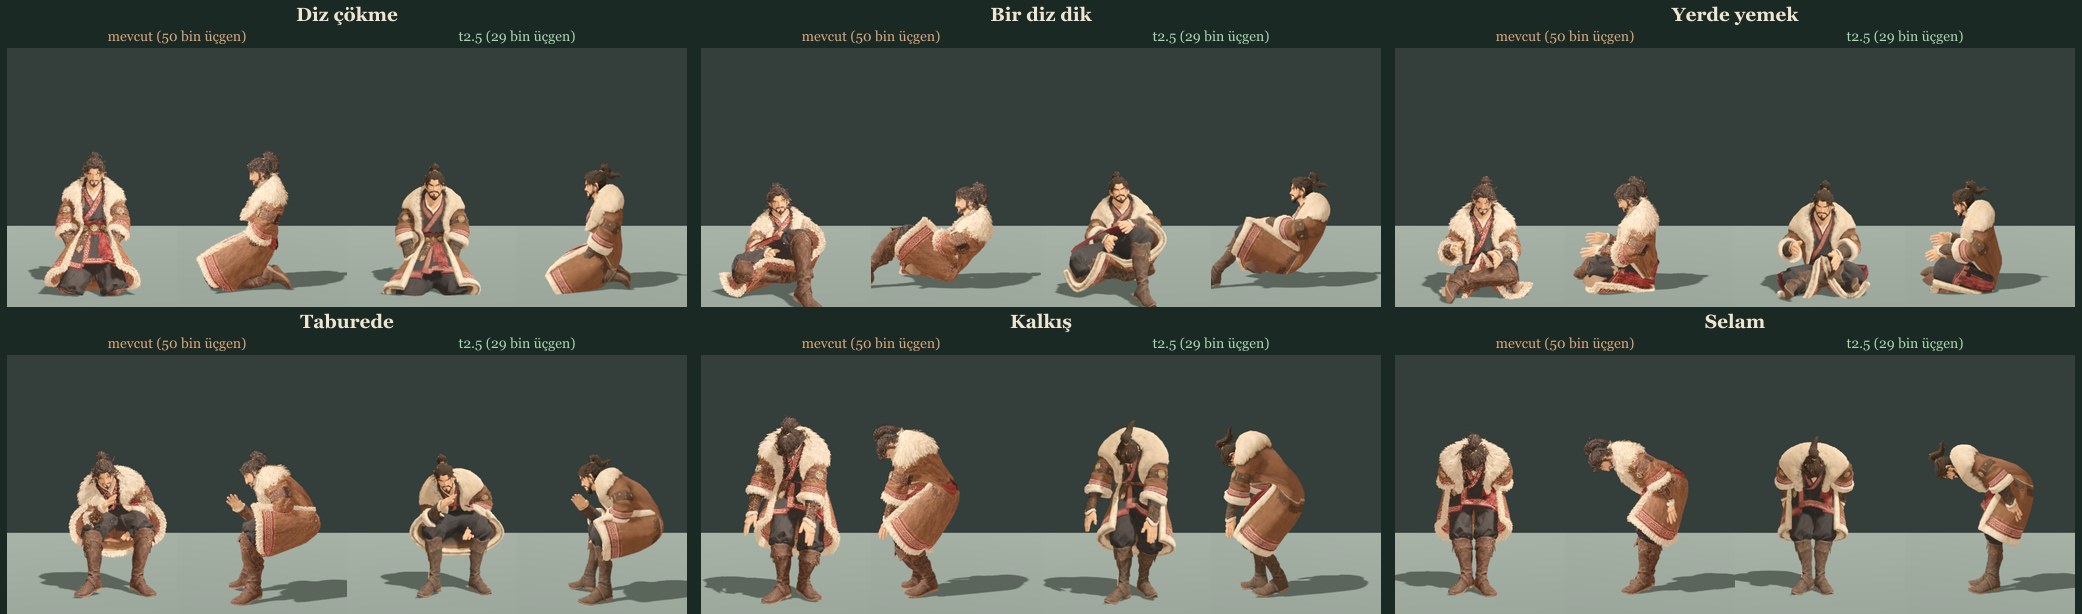 Diz çökme
mevcut (50 bin üçgen) t2.5 (29 bin üçgen)
Bir diz dik
mevcut (50 bin üçgen) t2.5 (29 bin üçgen)
Yerde yemek
mevcut (50 bin üçgen) t2.5 (29 bin üçgen)
Taburede
mevcut (50 bin üçgen) t2.5 (29 bin üçgen)
Kalkış
mevcut (50 bin üçgen) t2.5 (29 bin üçgen)
Selam
mevcut (50 bin üçgen) t2.5 (29 bin üçgen)